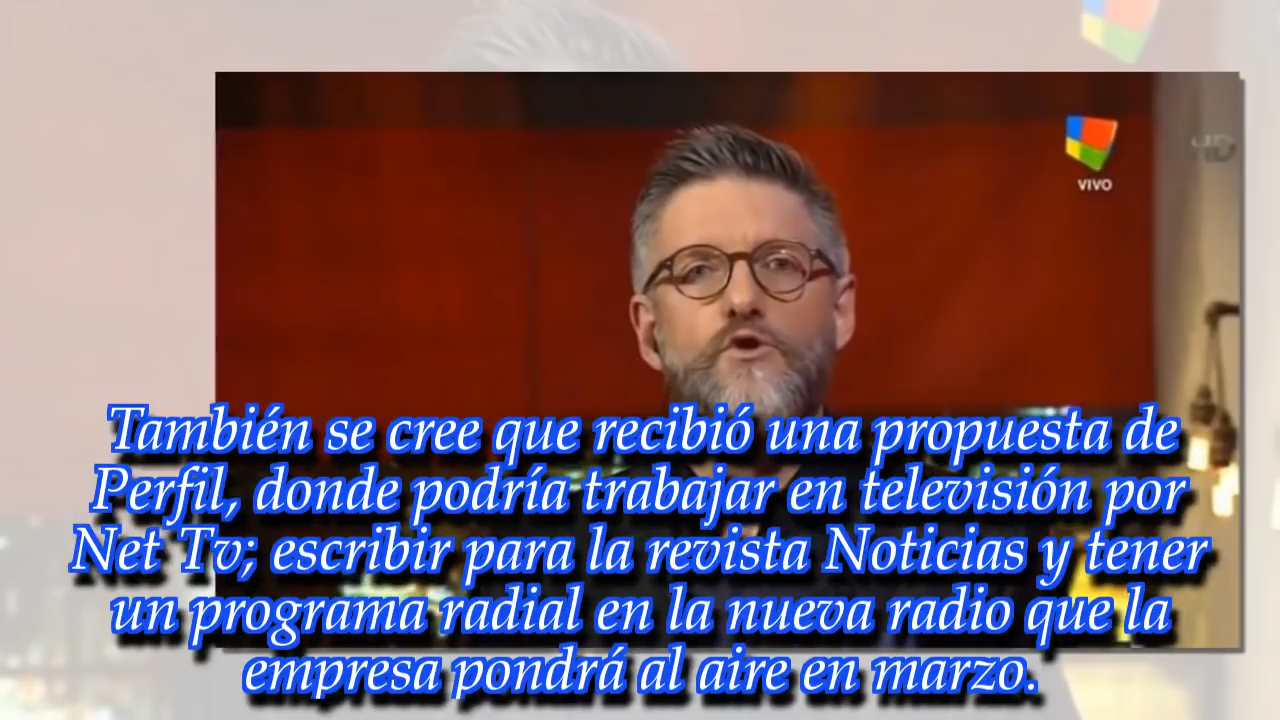 HD
VIVO
También se cree que recibió una propuesta de
Perfil, donde podría trabajar en televisión por
Net Tv; escribir para la revista Noticias y tener
un programa radial en la nueva radio que la
empresa pondrá al aire en marzo.